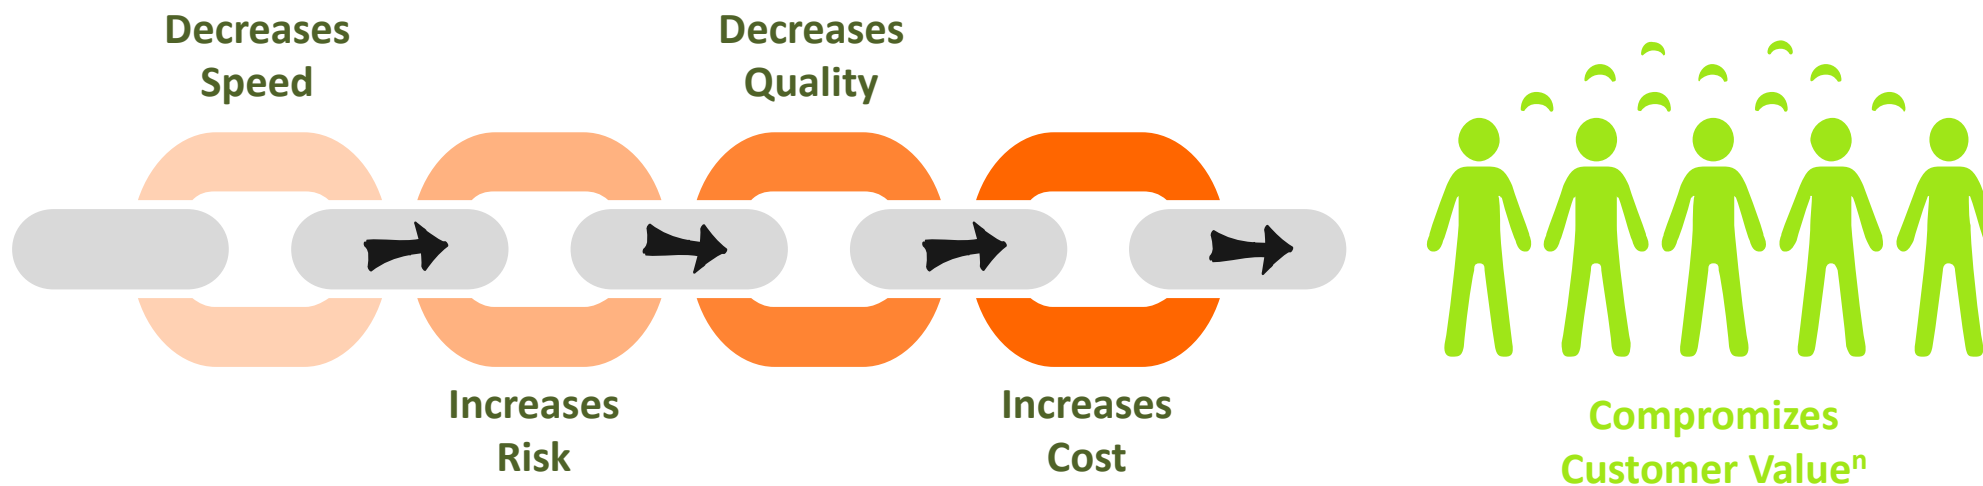 Decreases
Speed
Decreases
Quality
Increases
Risk
Increases
Cost
Compromizes
Customer Valueⁿ